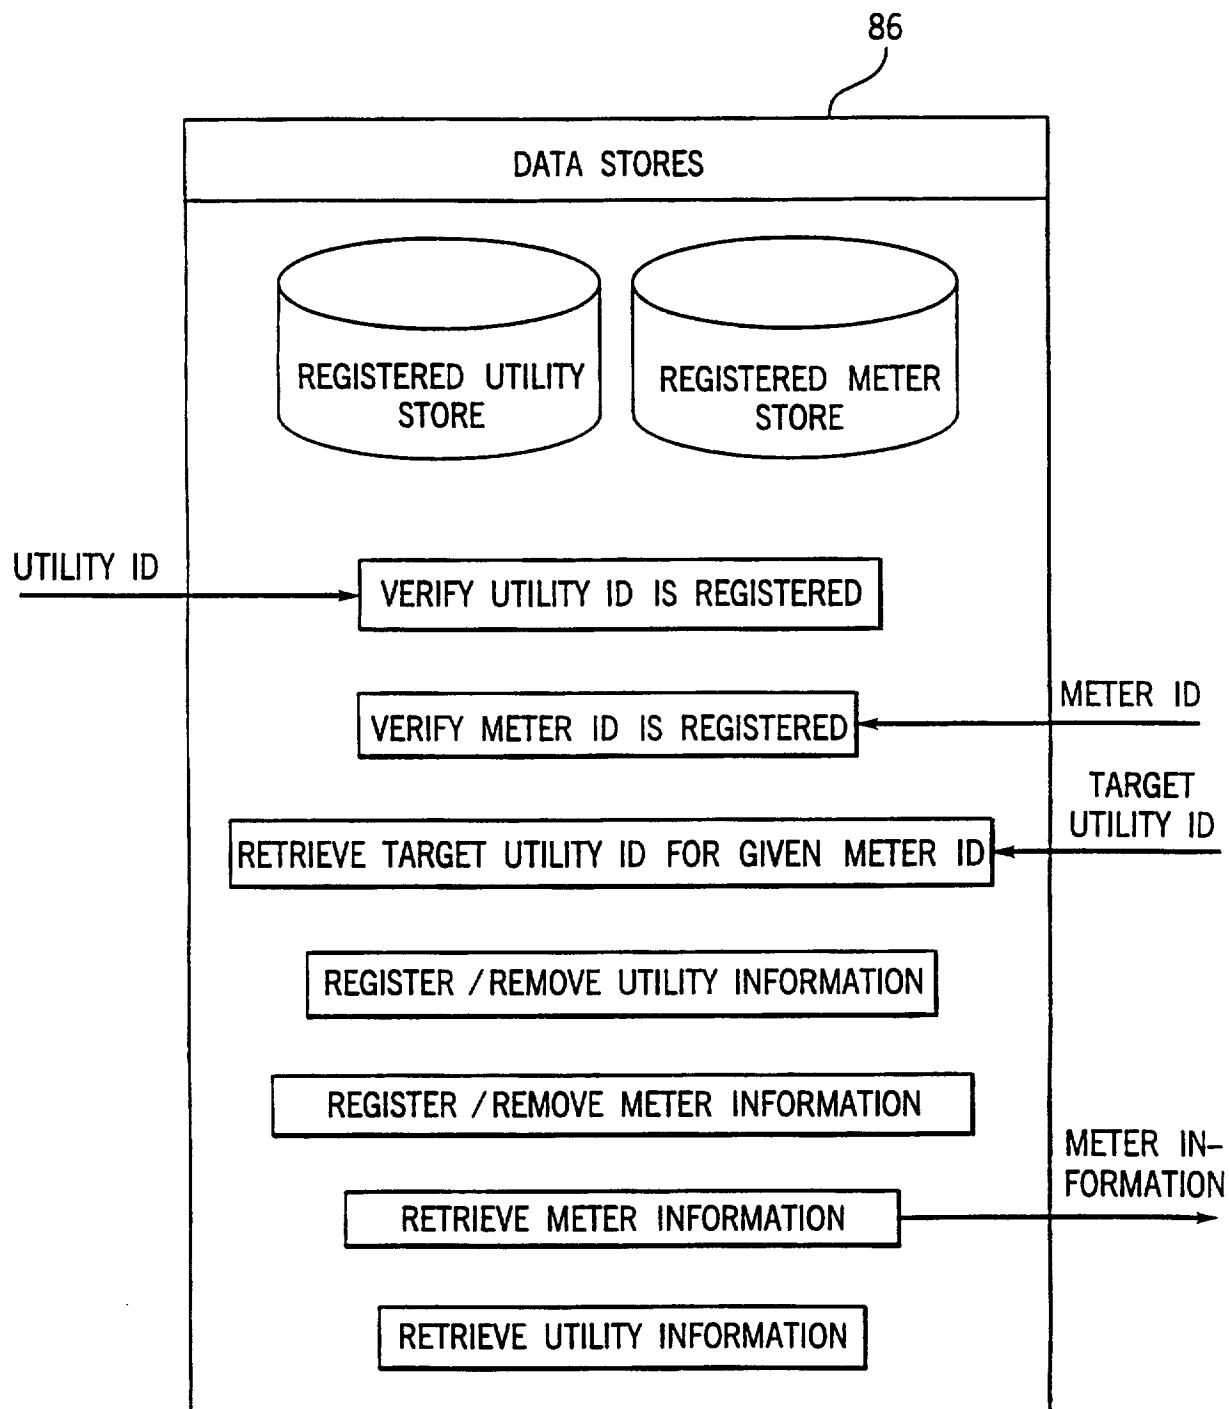 86
DATA STORES
REGISTERED UTILITY
STORE
REGISTERED METER
STORE
UTILITY ID
VERIFY UTILITY ID IS REGISTERED
METER ID
VERIFY METER ID IS REGISTERED
TARGET
UTILITY ID
RETRIEVE TARGET UTILITY ID FOR GIVEN METER ID
REGISTER / REMOVE UTILITY INFORMATION
REGISTER / REMOVE METER INFORMATION
METER IN-
FORMATION
RETRIEVE METER INFORMATION
RETRIEVE UTILITY INFORMATION